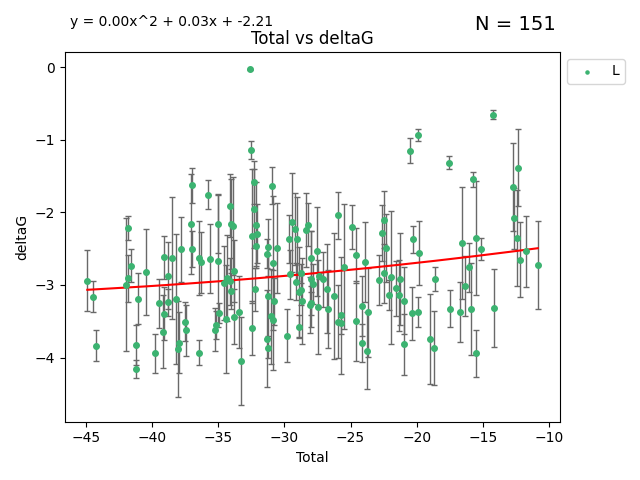 y = 0.00x^2 + 0.03x + -2.21
N = 151
Total vs deltaG
L
deltaG
0
−1
−2
−3
−4
−45 −40 −35 −30 −25 −20 −15 −10
Total